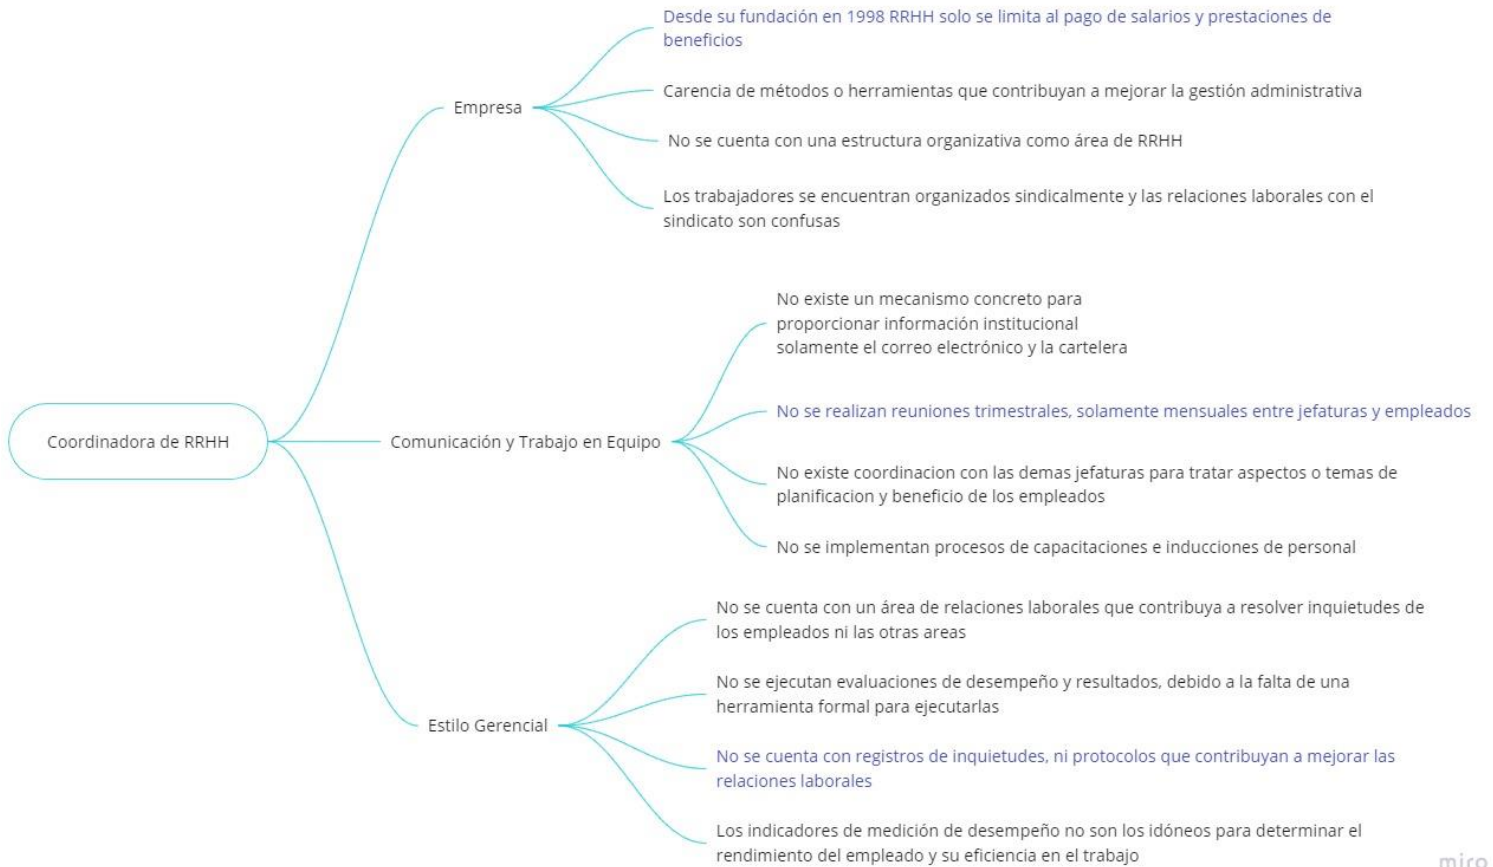 Desde su fundación en 1998 RRHH solo se limita al pago de salarios y prestaciones de
beneficios
Empresa
Carencia de métodos o herramientas que contribuyan a mejorar la gestión administrativa
No se cuenta con una estructura organizativa como área de RRHH
Los trabajadores se encuentran organizados sindicalmente y las relaciones laborales con el
sindicato son confusas
No existe un mecanismo concreto para
proporcionar información institucional
solamente el correo electrónico y la cartelera
No se realizan reuniones trimestrales, solamente mensuales entre jefaturas y empleados
Coordinadora de RRHH
Comunicación y Trabajo en Equipo
No existe coordinacion con las demas jefaturas para tratar aspectos o temas de
planificacion y beneficio de los empleados
No se implementan procesos de capacitaciones e inducciones de personal
No se cuenta con un área de relaciones laborales que contribuya a resolver inquietudes de
los empleados ni las otras areas
No se ejecutan evaluaciones de desempeño y resultados, debido a la falta de una
herramienta formal para ejecutarlas
Estilo Gerencial
No se cuenta con registros de inquietudes, ni protocolos que contribuyan a mejorar las
relaciones laborales
Los indicadores de medición de desempeño no son los idóneos para determinar el
rendimiento del empleado y su eficiencia en el trabajo
miro